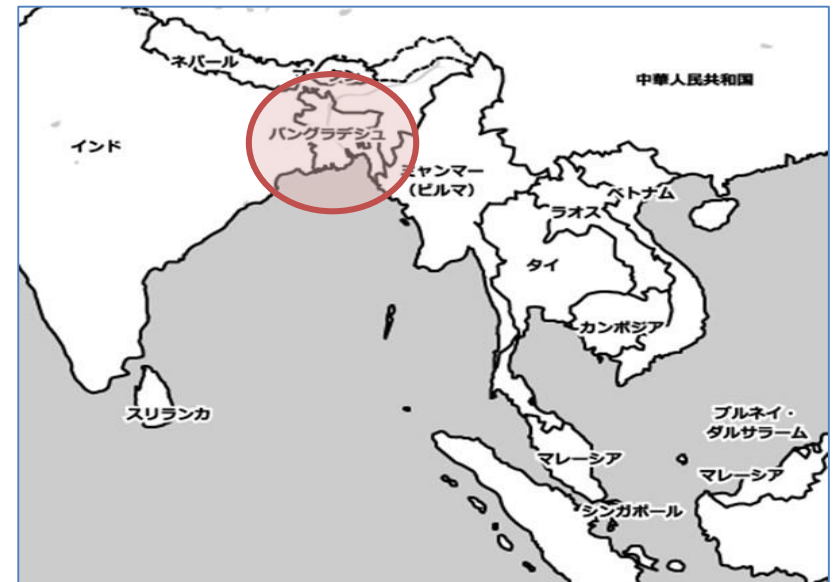 ネパール
中華人民共和国
インド
バングラデシュ
ミャンマー
（ビルマ）
ベトナム
ラオス
タイ
カンボジア
スリランカ
ブルネイ・
ダルサラーム
マレーシア
マレーシア
シンガポール